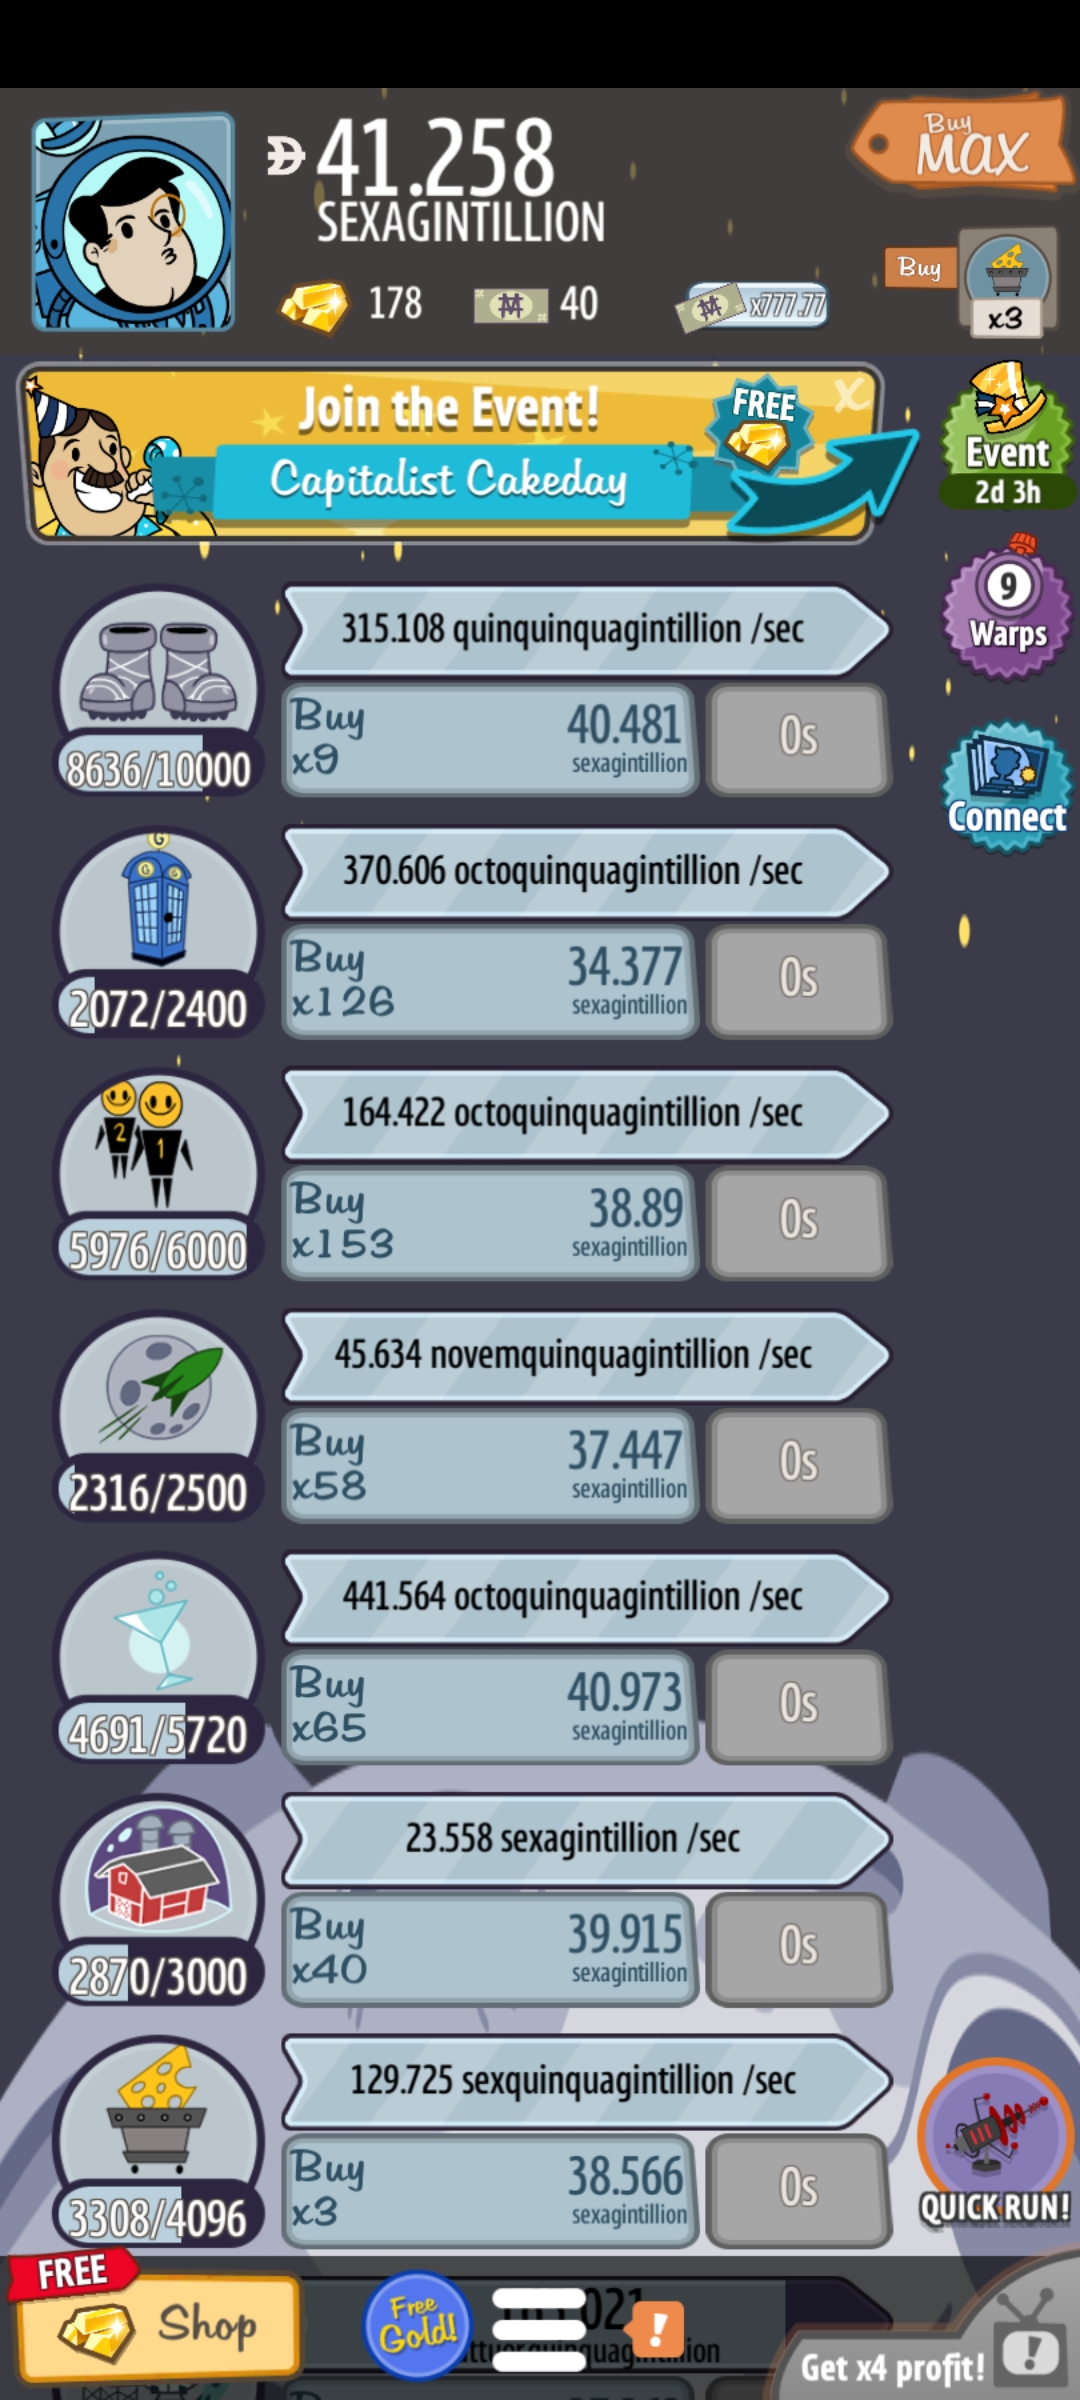 41.258
SEXAGINTILLION
Buy
MAX
178
40
x777.77
Buy
x3
Join the Event!
Capitalist Cakeday
FREE
X
Event
2d 3h
9
Warps
Connect
315.108 quinquinquagintillion /sec
Buy
x9
40.481
sexagintillion
0s
8636/10000
370.606 octoquinquagintillion /sec
Buy
x126
34.377
sexagintillion
0s
2072/2400
164.422 octoquinquagintillion /sec
2
1
Buy
x153
38.89
sexagintillion
0s
5976/6000
45.634 novemquinquagintillion /sec
Buy
x58
37.447
sexagintillion
0s
2316/2500
441.564 octoquinquagintillion /sec
Buy
x65
40.973
sexagintillion
0s
4691/5720
23.558 sexagintillion /sec
Buy
x40
39.915
sexagintillion
0s
2870/3000
129.725 sexquinquagintillion /sec
Buy
x3
38.566
sexagintillion
0s
3308/4096
QUICK RUN!
FREE
Shop
Free
Gold!
!
Get x4 profit!
!